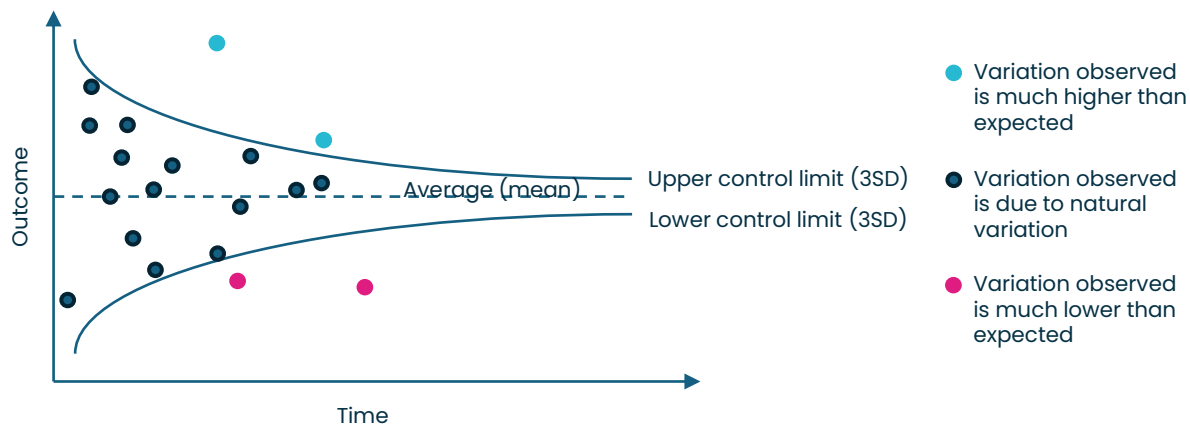 Outcome
Average (mean)
Upper control limit (3SD)
Lower control limit (3SD)
Time
Variation observed
is much higher than
expected
Variation observed
is due to natural
variation
Variation observed
is much lower than
expected